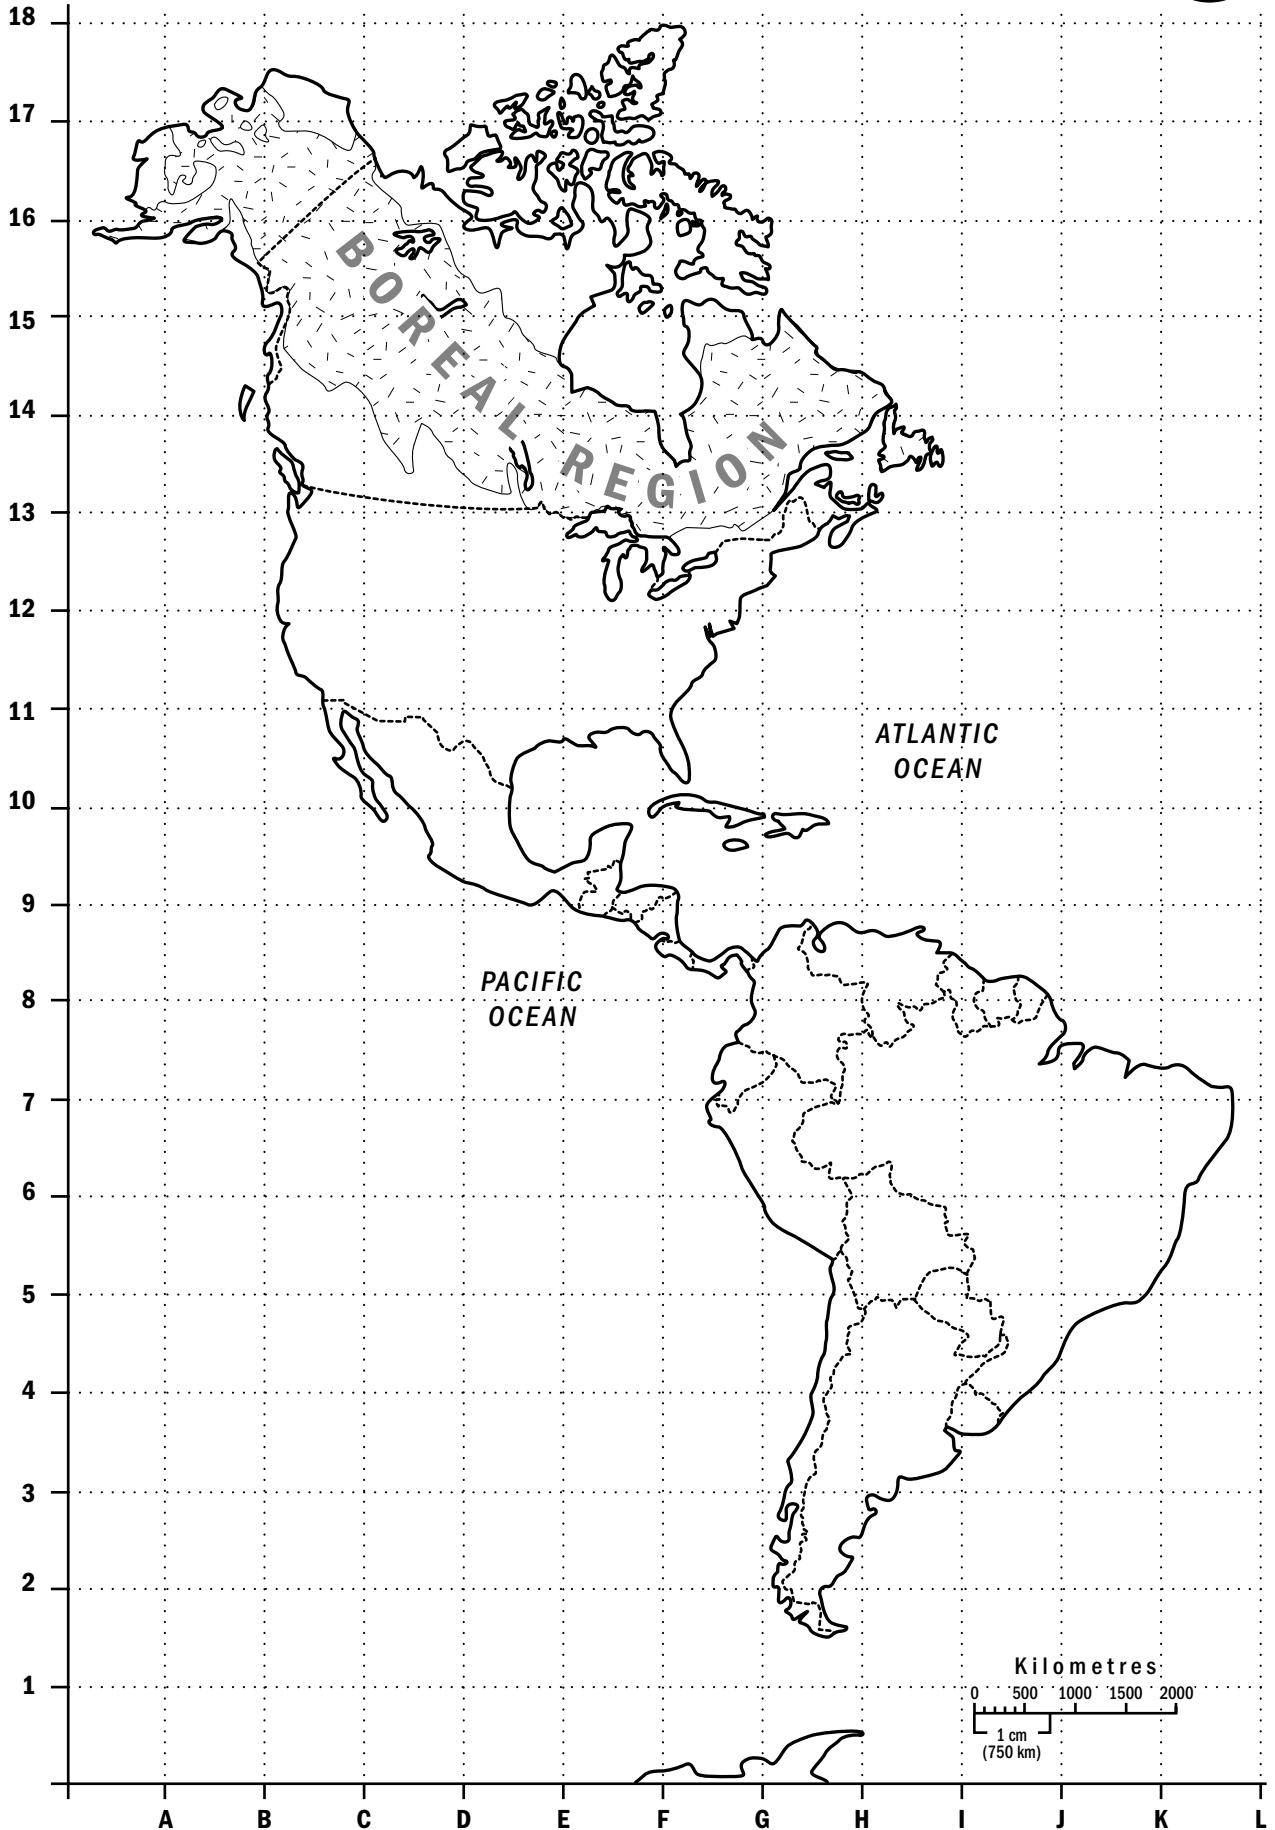 18
17
16
15
14
13
12
11
10
9
8
7
6
5
4
3
2
1
BOREAL REGION
ATLANTIC
OCEAN
PACIFIC
OCEAN
Kilometres
0 500 1000 1500 2000
1 cm
(750 km)
A B C D E F G H I J K L